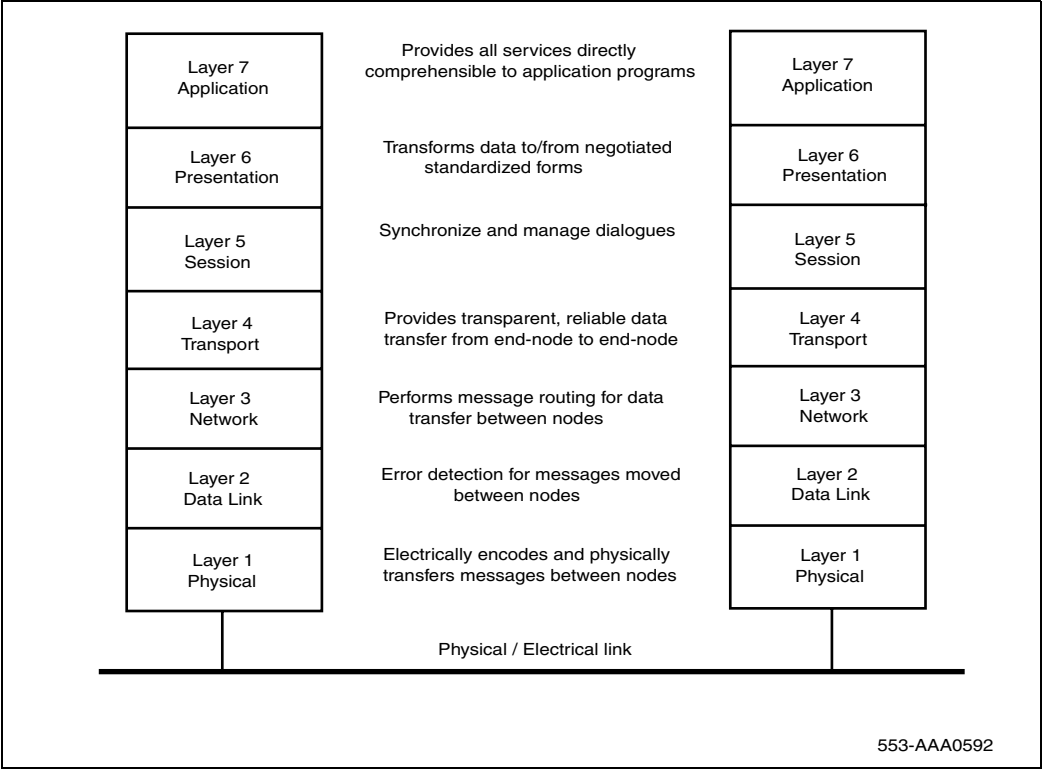 Layer 7
Application
Provides all services directly
comprehensible to application programs
Layer 7
Application
Layer 6
Presentation
Transforms data to/from negotiated
standardized forms
Layer 6
Presentation
Layer 5
Session
Synchronize and manage dialogues
Layer 5
Session
Layer 4
Transport
Provides transparent, reliable data
transfer from end-node to end-node
Layer 4
Transport
Layer 3
Network
Performs message routing for data
transfer between nodes
Layer 3
Network
Layer 2
Data Link
Error detection for messages moved
between nodes
Layer 2
Data Link
Layer 1
Physical
Electrically encodes and physically
transfers messages between nodes
Layer 1
Physical
Physical / Electrical link
553-AAA0592